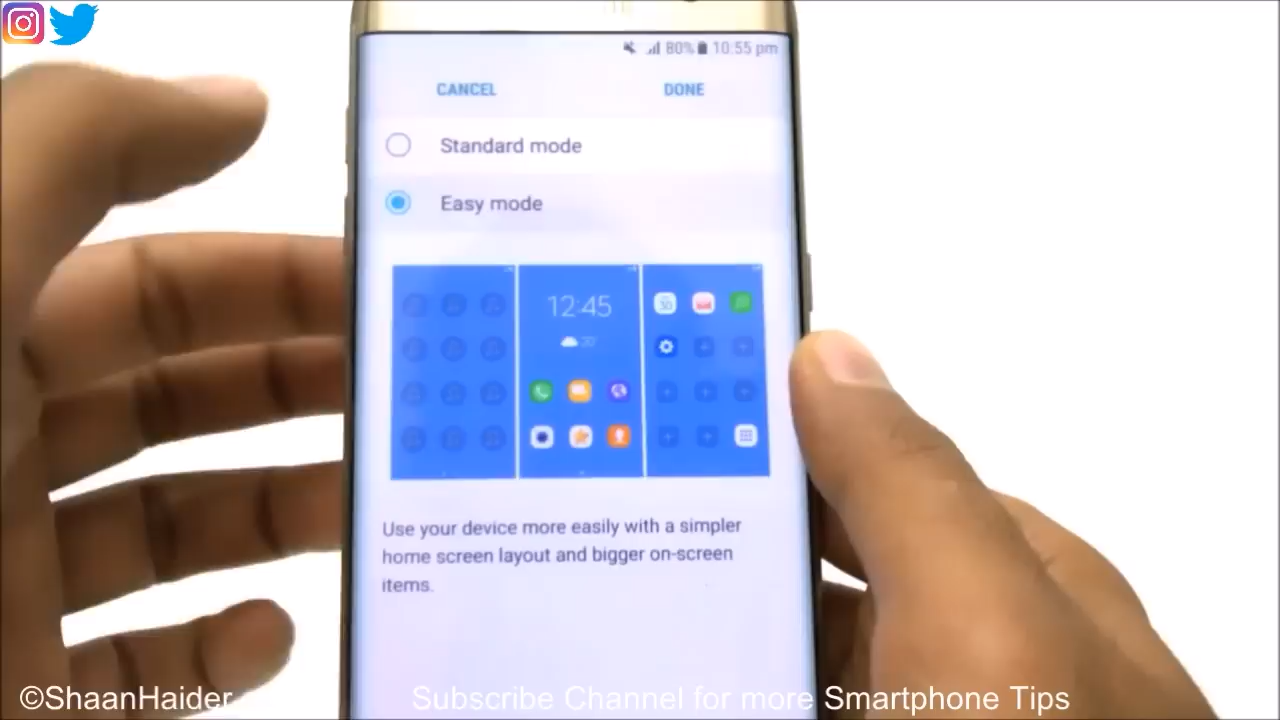 80% 10:55 pm
CANCEL DONE
Standard mode
Easy mode
12:45
Use your device more easily with a simpler
home screen layout and bigger on-screen
items.
©ShaanHaider
Subscribe Channel for more Smartphone Tips